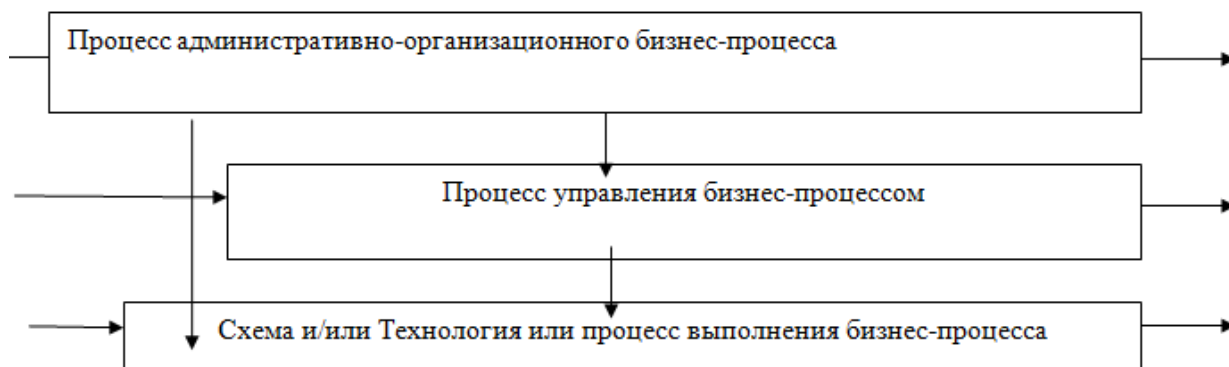 Процесс административно-организационного бизнес-процесса
Процесс управления бизнес-процессом
Схема и/или Технология или процесс выполнения бизнес-процесса